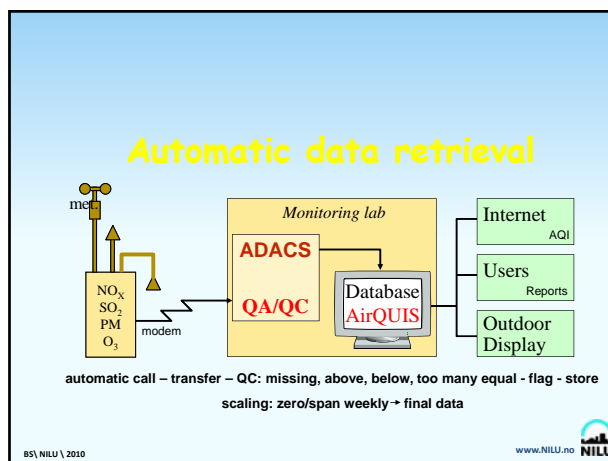 Automatic data retrieval
met.
NOX
SO2
PM
O3
modem
Monitoring lab
ADACS
QA/QC
Database
AirQUIS
Internet
AQI
Users
Reports
Outdoor
Display
automatic call – transfer – QC: missing, above, below, too many equal - flag - store
scaling: zero/span weekly → final data
BS\ NILU \ 2010
www.NILU.no
NILU